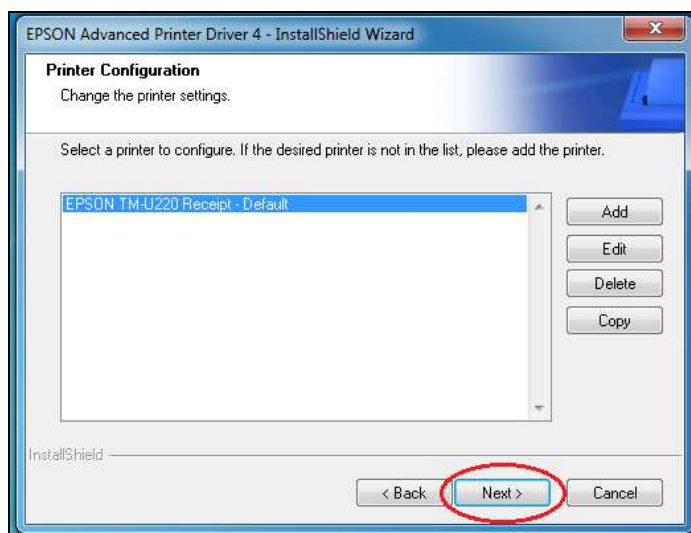 EPSON Advanced Printer Driver 4 - InstallShield Wizard
Printer Configuration
Change the printer settings.
Select a printer to configure. If the desired printer is not in the list, please add the printer.
EPSON TM-U220 Receipt - Default
Add
Edit
Delete
Copy
InstallShield
< Back
Next >
Cancel